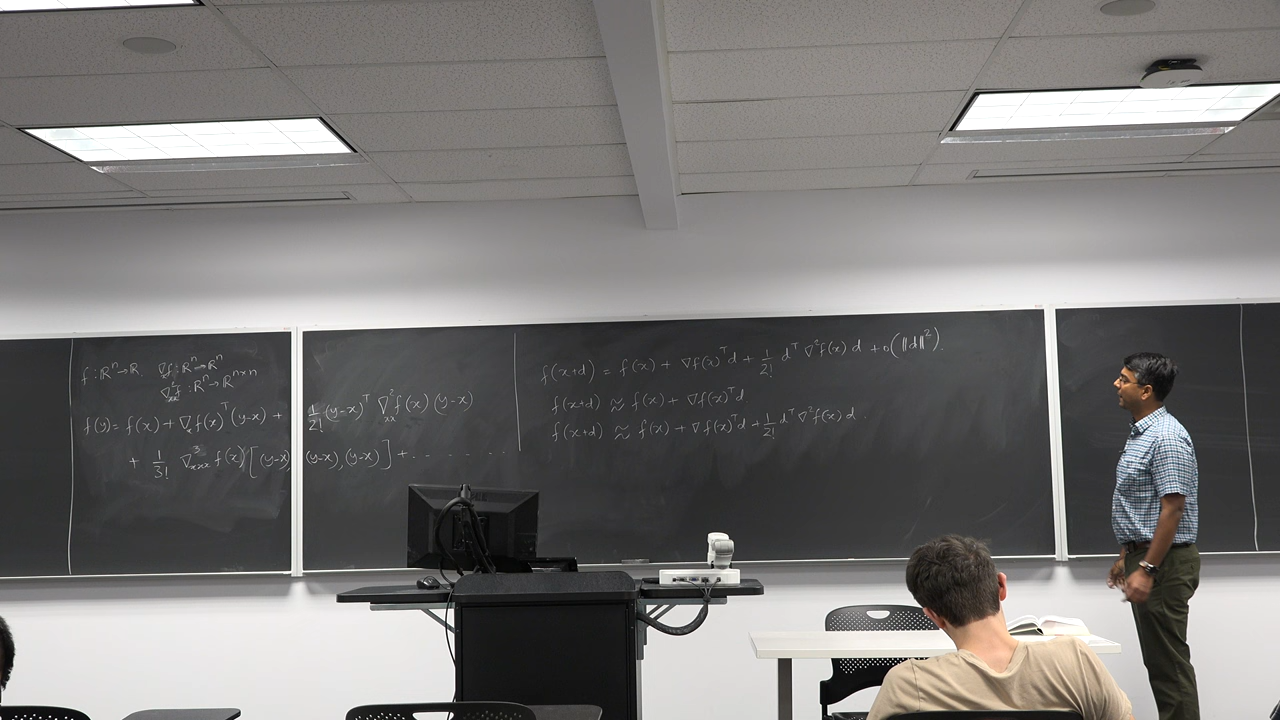 f : ℝⁿ→ℝ ∇ₓf : ℝⁿ→ℝⁿ
∇²ₓₓf : ℝⁿ→ℝⁿˣⁿ
f(y) = f(x) + ∇ₓf(x)ᵀ(y-x) + 1/2! (y-x)ᵀ ∇²ₓₓf(x) (y-x)
+ 1/3! ∇³ₓₓₓ f(x) [(y-x), (y-x), (y-x)] + . . . . . . . . .
f(x+d) = f(x) + ∇f(x)ᵀd + 1/2! dᵀ ∇²f(x) d + o(‖d‖²).
f(x+d) ≈ f(x) + ∇f(x)ᵀd
f(x+d) ≈ f(x) + ∇f(x)ᵀd + 1/2! dᵀ∇²f(x) d.